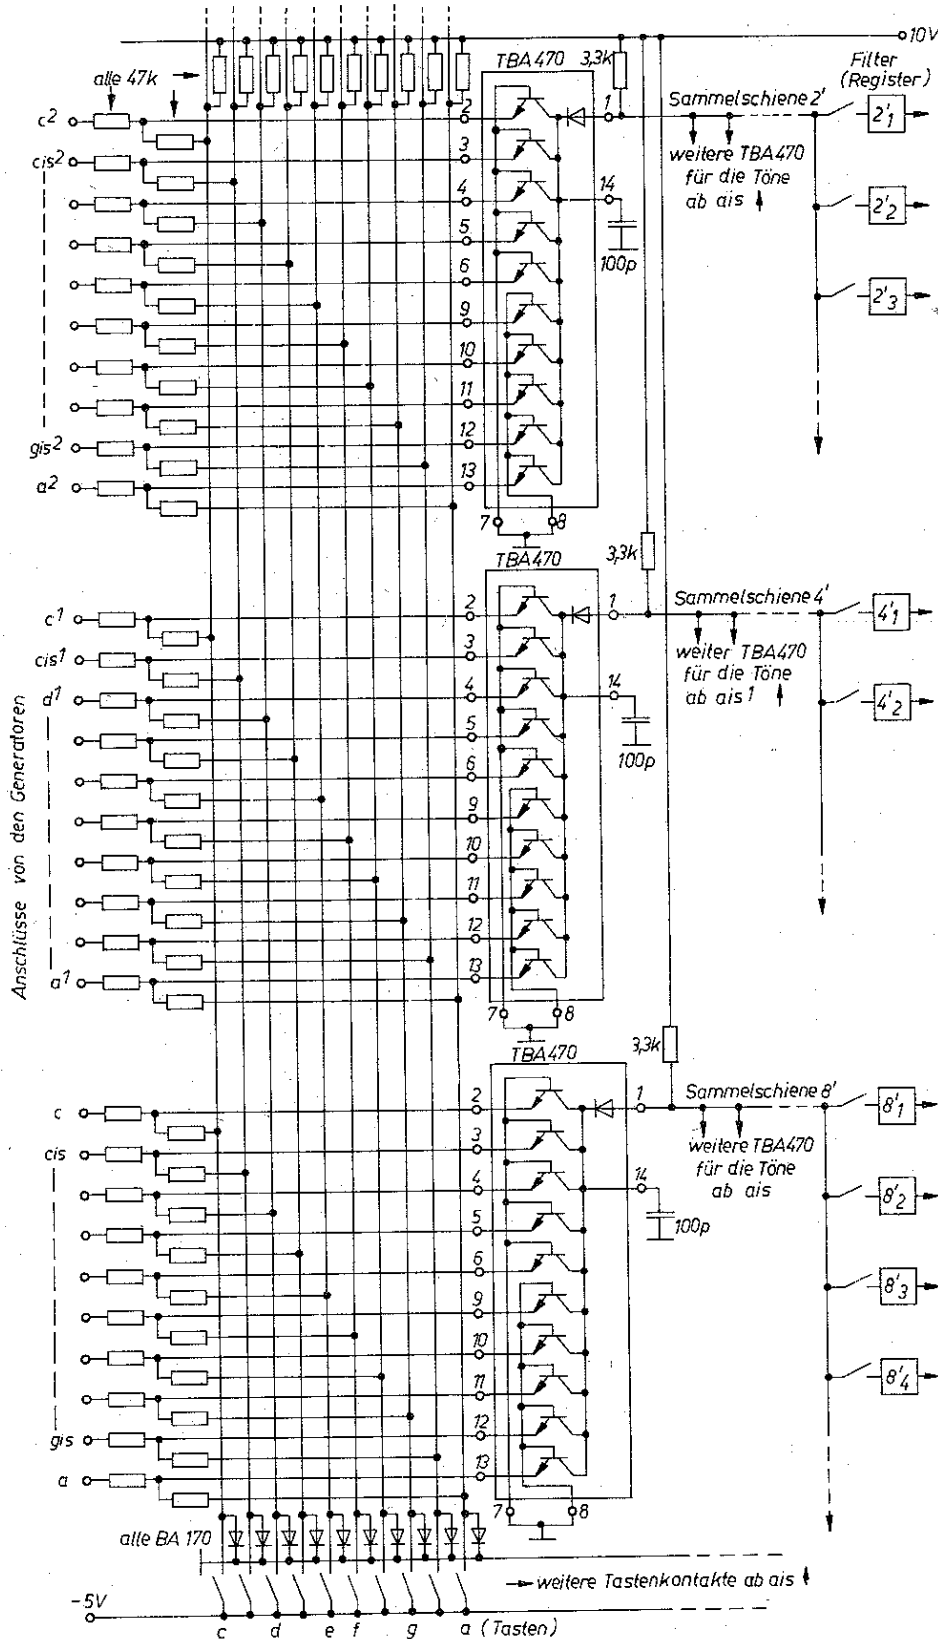 10V
alle 47k
TBA470
3,3k
Filter
(Register)
Sammelschiene 2'
c2
cis2
gis2
a2
2
3
4
5
6
9
10
11
12
13
7
8
1
14
100p
weitere TBA470
für die Töne
ab ais
2'1
2'2
2'3
TBA470
3,3k
Sammelschiene 4'
c1
cis1
d1
a1
2
3
4
5
6
9
10
11
12
13
7
8
1
14
100p
weiter TBA470
für die Töne
ab ais 1
4'1
4'2
Anschlüsse von den Generatoren
TBA470
3,3k
Sammelschiene 8'
c
cis
gis
a
2
3
4
5
6
9
10
11
12
13
7
8
1
14
100p
weitere TBA470
für die Töne
ab ais
8'1
8'2
8'3
8'4
alle BA 170
weitere Tastenkontakte ab ais
-5V
c d e f g a (Tasten)